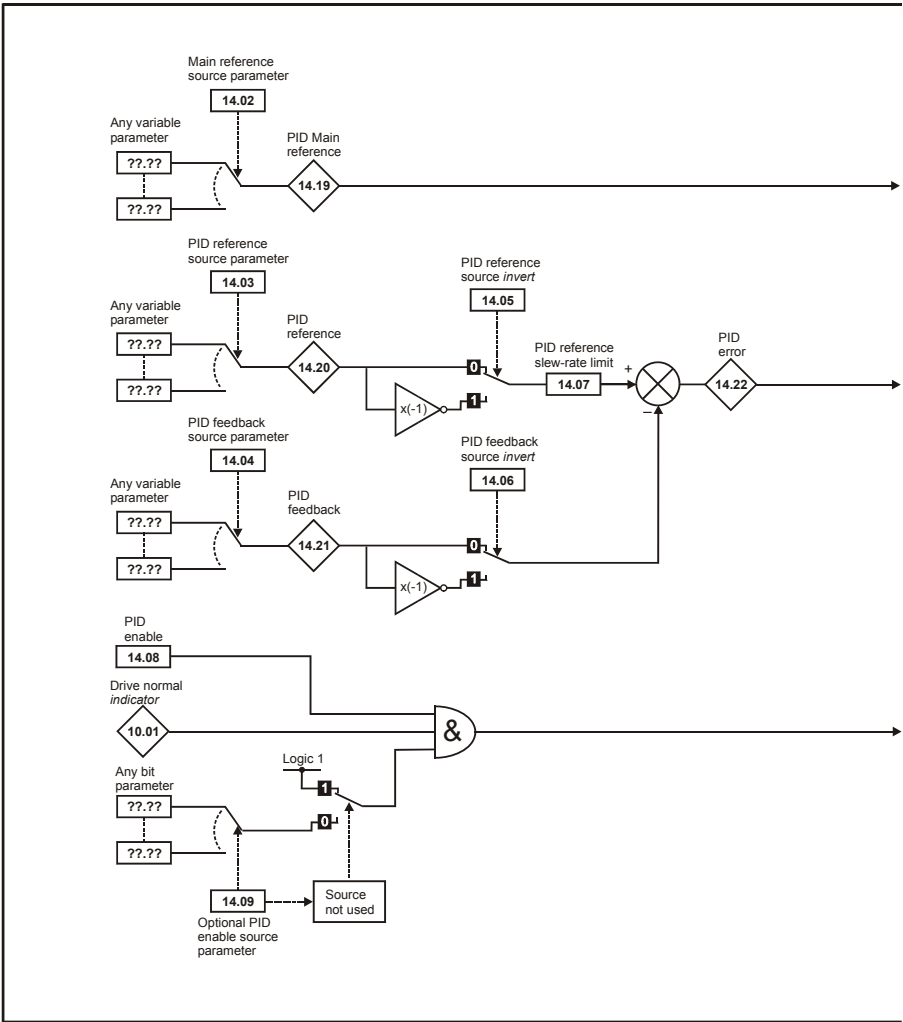 Main reference
source parameter
14.02
Any variable
parameter
??.??
??.??
PID Main
reference
14.19
PID reference
source parameter
14.03
Any variable
parameter
??.??
??.??
PID
reference
14.20
x(-1)
PID reference
source invert
14.05
0
1
PID reference
slew-rate limit
14.07
+
–
PID
error
14.22
PID feedback
source parameter
14.04
Any variable
parameter
??.??
??.??
PID
feedback
14.21
x(-1)
PID feedback
source invert
14.06
0
1
PID
enable
14.08
Drive normal
indicator
10.01
&
Logic 1
1
0
Any bit
parameter
??.??
??.??
14.09
Optional PID
enable source
parameter
Source
not used